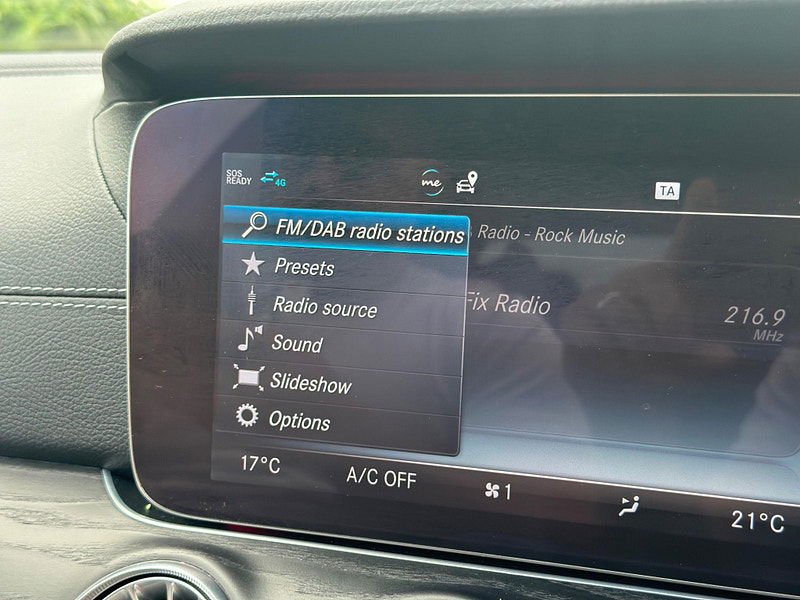 SOS
READY
4G
me
TA
FM/DAB radio stations
Radio - Rock Music
Presets
Fix Radio
216.9
MHz
Radio source
Sound
Slideshow
Options
17°C
A/C OFF
1
21°C